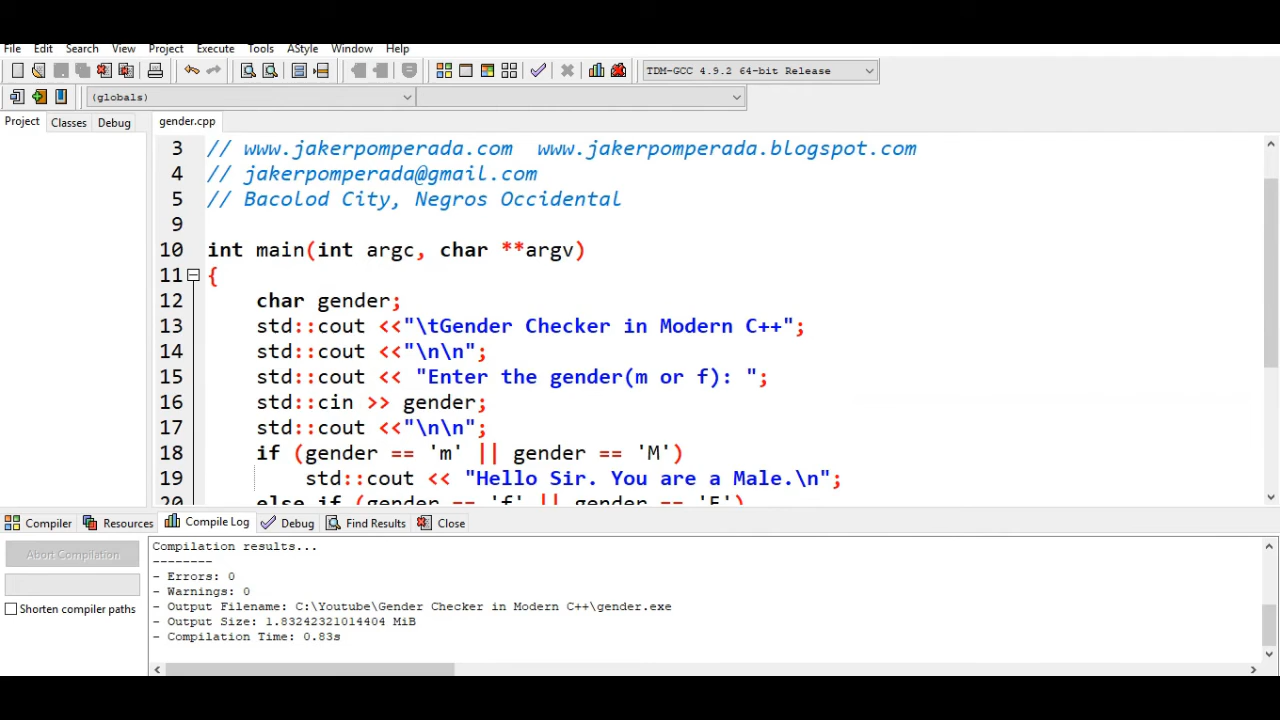 File Edit Search View Project Execute Tools AStyle Window Help
TDM-GCC 4.9.2 64-bit Release
(globals)
Project Classes Debug gender.cpp
3 // www.jakerpomperada.com www.jakerpomperada.blogspot.com
4 // jakerpomperada@gmail.com
5 // Bacolod City, Negros Occidental
9
10 int main(int argc, char **argv)
11 {
12 char gender;
13 std::cout <<"\tGender Checker in Modern C++";
14 std::cout <<"\n\n";
15 std::cout << "Enter the gender(m or f): ";
16 std::cin >> gender;
17 std::cout <<"\n\n";
18 if (gender == 'm' || gender == 'M')
19 std::cout << "Hello Sir. You are a Male.\n";
20 else if (gender == 'f' || gender == 'F')
Compiler Resources Compile Log Debug Find Results Close
Abort Compilation
Shorten compiler paths
Compilation results...
--------
- Errors: 0
- Warnings: 0
- Output Filename: C:\Youtube\Gender Checker in Modern C++\gender.exe
- Output Size: 1.83242321014404 MiB
- Compilation Time: 0.83s